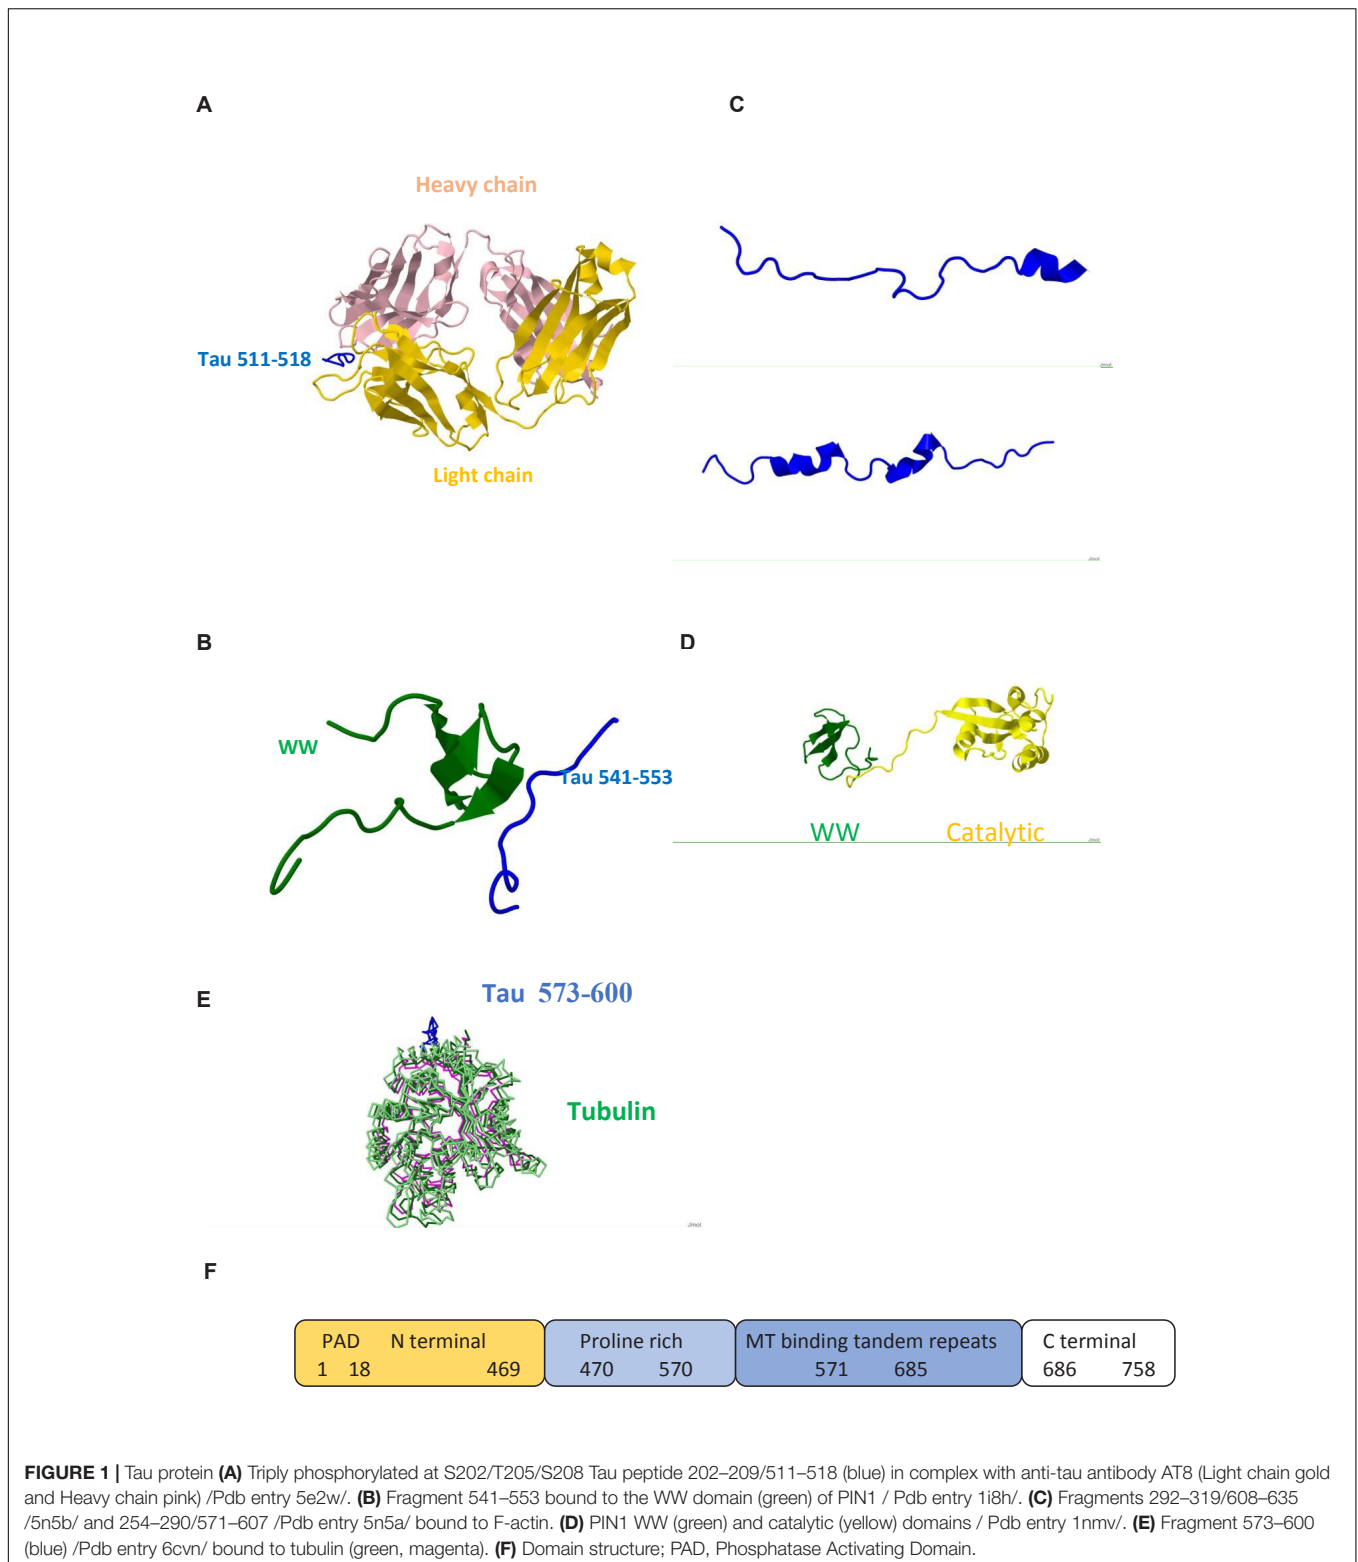 A
C
Heavy chain
Tau 511-518
Light chain
Jmol
Jmol
B
D
WW
Tau 541-553
WW
Catalytic
Jmol
E
Tau 573-600
Tubulin
Jmol
F
PAD N terminal
1 18 469
Proline rich
470 570
MT binding tandem repeats
571 685
C terminal
686 758
FIGURE 1 | Tau protein (A) Triply phosphorylated at S202/T205/S208 Tau peptide 202–209/511–518 (blue) in complex with anti-tau antibody AT8 (Light chain gold
and Heavy chain pink) /Pdb entry 5e2w/. (B) Fragment 541–553 bound to the WW domain (green) of PIN1 / Pdb entry 1i8h/. (C) Fragments 292–319/608–635
/5n5b/ and 254–290/571–607 /Pdb entry 5n5a/ bound to F-actin. (D) PIN1 WW (green) and catalytic (yellow) domains / Pdb entry 1nmv/. (E) Fragment 573–600
(blue) /Pdb entry 6cvn/ bound to tubulin (green, magenta). (F) Domain structure; PAD, Phosphatase Activating Domain.